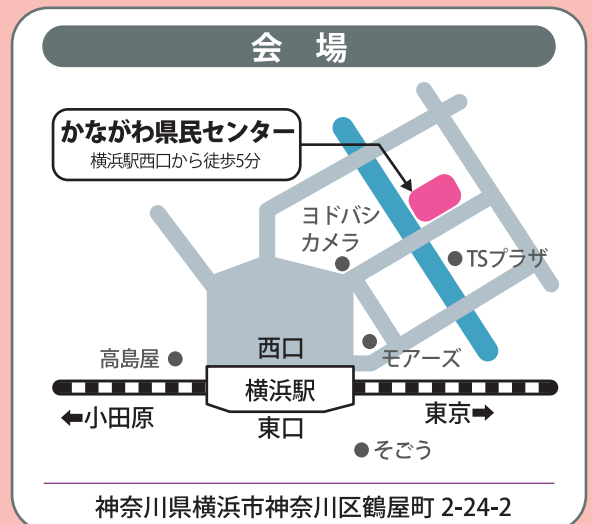 会 場
かながわ県民センター
横浜駅西口から徒歩5分
ヨドバシ
カメラ
TSプラザ
西口
モアーズ
高島屋
横浜駅
←小田原
東口
東京→
そごう
神奈川県横浜市神奈川区鶴屋町 2-24-2